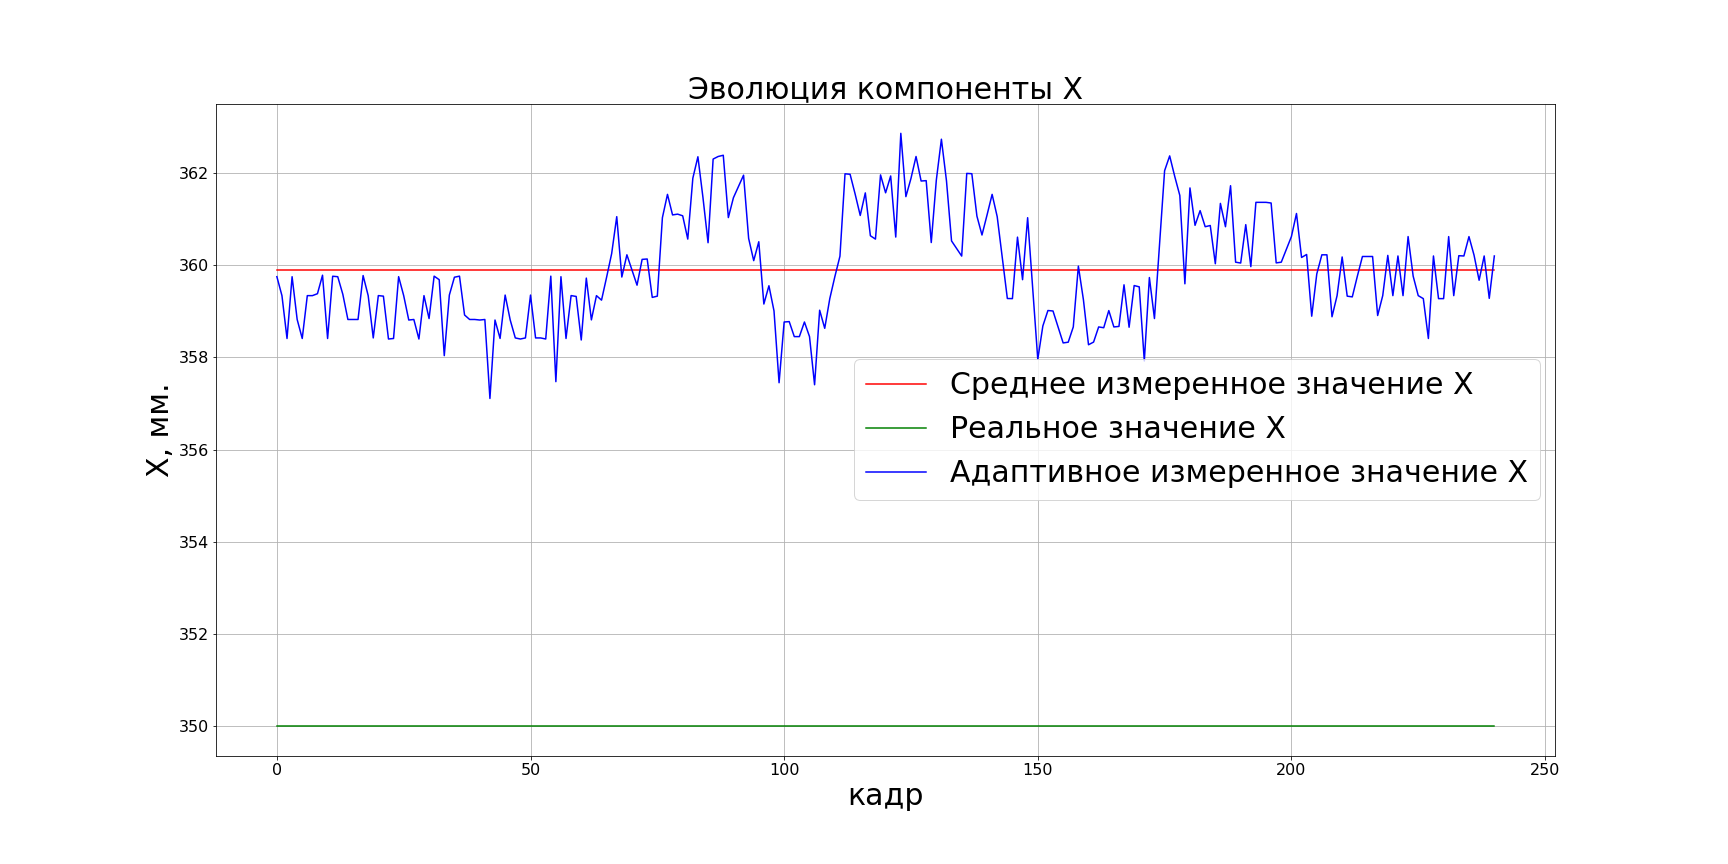 Эволюция компоненты X
362
360
358
356
354
352
350
X, мм.
Среднее измеренное значение X
Реальное значение X
Адаптивное измеренное значение X
0 50 100 150 200 250
кадр